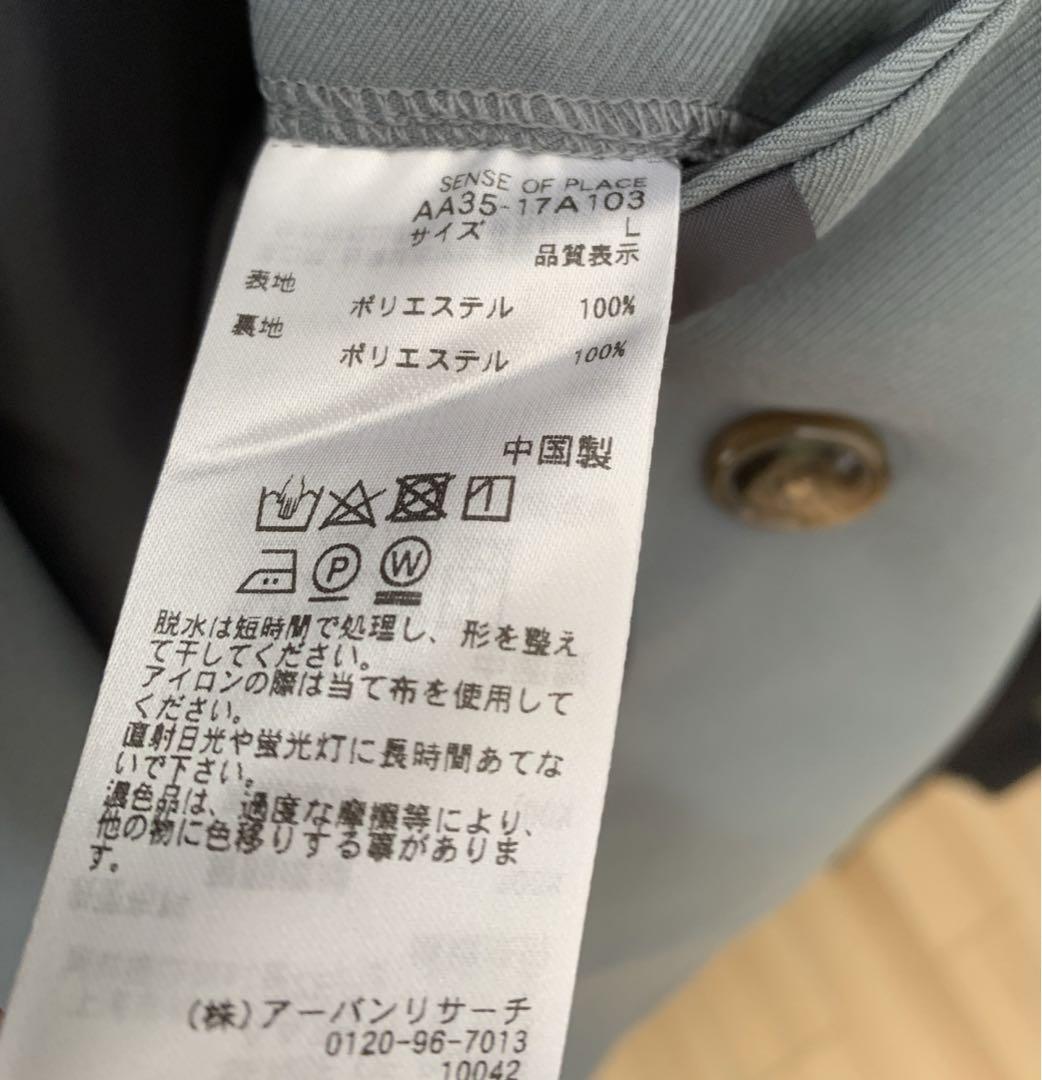 SENSE OF PLACE
AA35-17A103
サイズ L
品質表示
表地
ポリエステル 100%
裏地
ポリエステル 100%
中国製
P W
脱水は短時間で処理し、形を整え
て干してください。
アイロンの際は当て布を使用して
ください。
直射日光や蛍光灯に長時間あてな
いで下さい。
濃色品は、過度な摩擦等により、
他の物に色移りする事がありま
す。
(株)アーバンリサーチ
0120-96-7013
10042